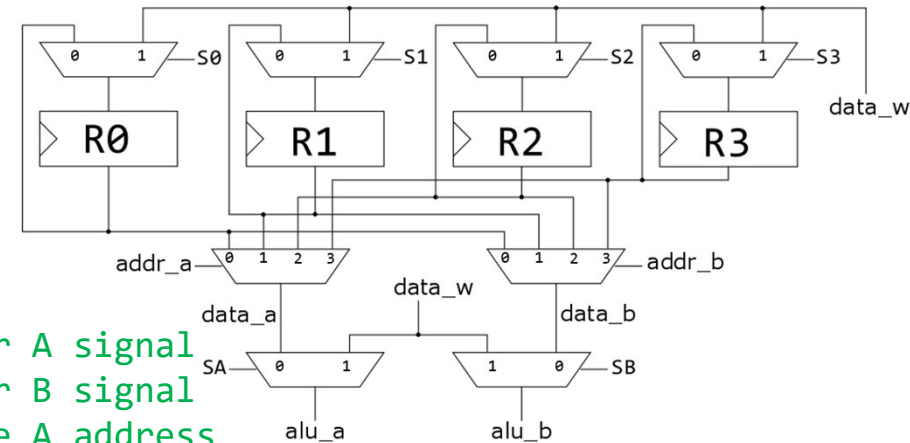 0 1 S0 0 1 S1 0 1 S2 0 1 S3
data_w
R0 R1 R2 R3
0 1 2 3 0 1 2 3
addr_a addr_b
data_w
data_a data_b
r A signal
SA 0 1 1 0 SB
r B signal
alu_a alu_b
e A address